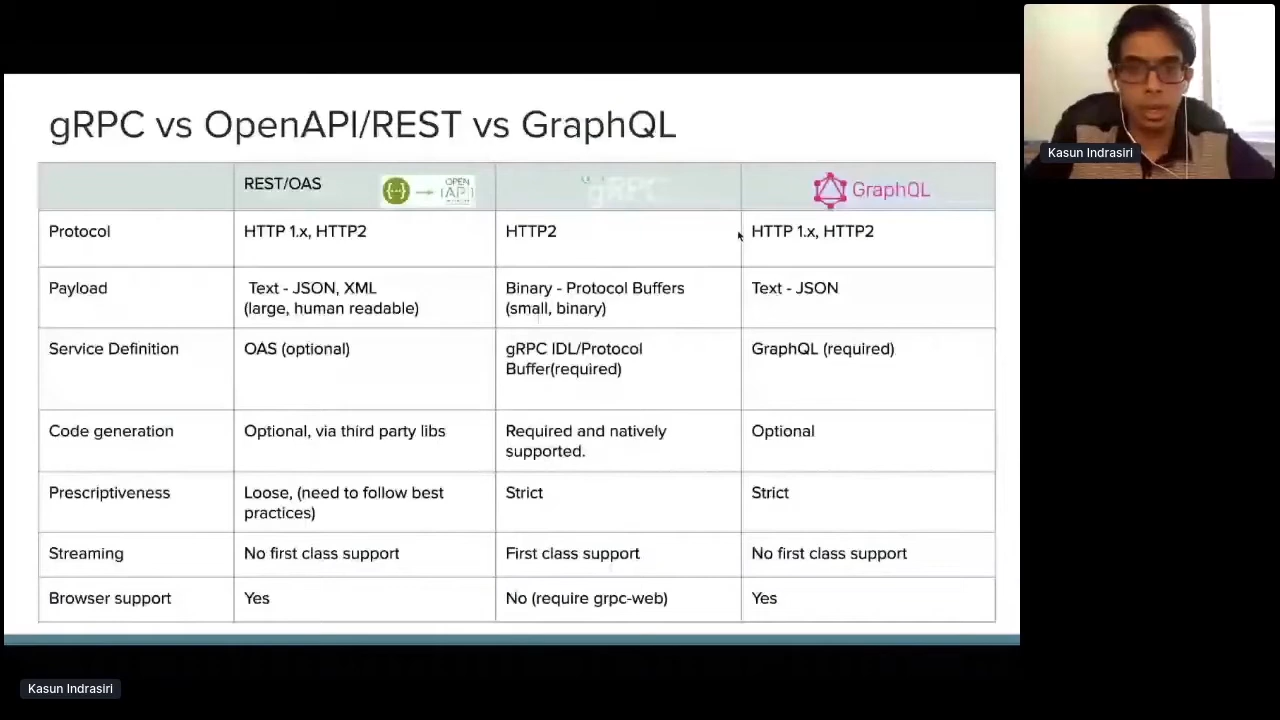 gRPC vs OpenAPI/REST vs GraphQL
REST/OAS
OPEN
API
gRPC
GraphQL
Protocol
HTTP 1.x, HTTP2
HTTP2
HTTP 1.x, HTTP2
Payload
Text - JSON, XML
(large, human readable)
Binary - Protocol Buffers
(small, binary)
Text - JSON
Service Definition
OAS (optional)
gRPC IDL/Protocol
Buffer(required)
GraphQL (required)
Code generation
Optional, via third party libs
Required and natively
supported.
Optional
Prescriptiveness
Loose, (need to follow best
practices)
Strict
Strict
Streaming
No first class support
First class support
No first class support
Browser support
Yes
No (require grpc-web)
Yes
Kasun Indrasiri
Kasun Indrasiri